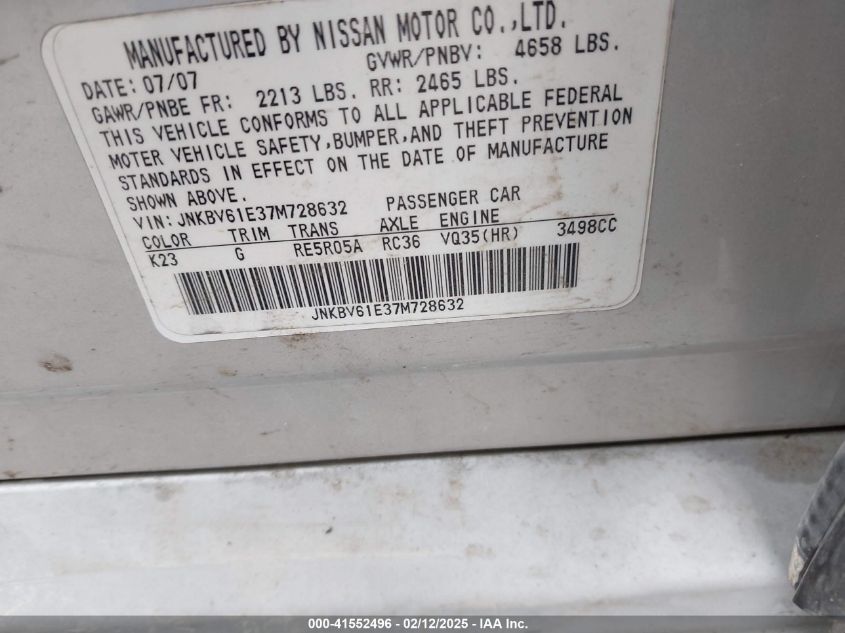 MANUFACTURED BY NISSAN MOTOR CO.,LTD.
DATE: 07/07 GVWR/PNBV: 4658 LBS.
GAWR/PNBE FR: 2213 LBS. RR: 2465 LBS.
THIS VEHICLE CONFORMS TO ALL APPLICABLE FEDERAL
MOTER VEHICLE SAFETY,BUMPER,AND THEFT PREVENTION
STANDARDS IN EFFECT ON THE DATE OF MANUFACTURE
SHOWN ABOVE.
VIN: JNKBV61E37M728632 PASSENGER CAR
COLOR TRIM TRANS AXLE ENGINE
K23 G RE5R05A RC36 VQ35(HR) 3498CC
JNKBV61E37M728632
000-41552496 - 02/12/2025 - IAA Inc.